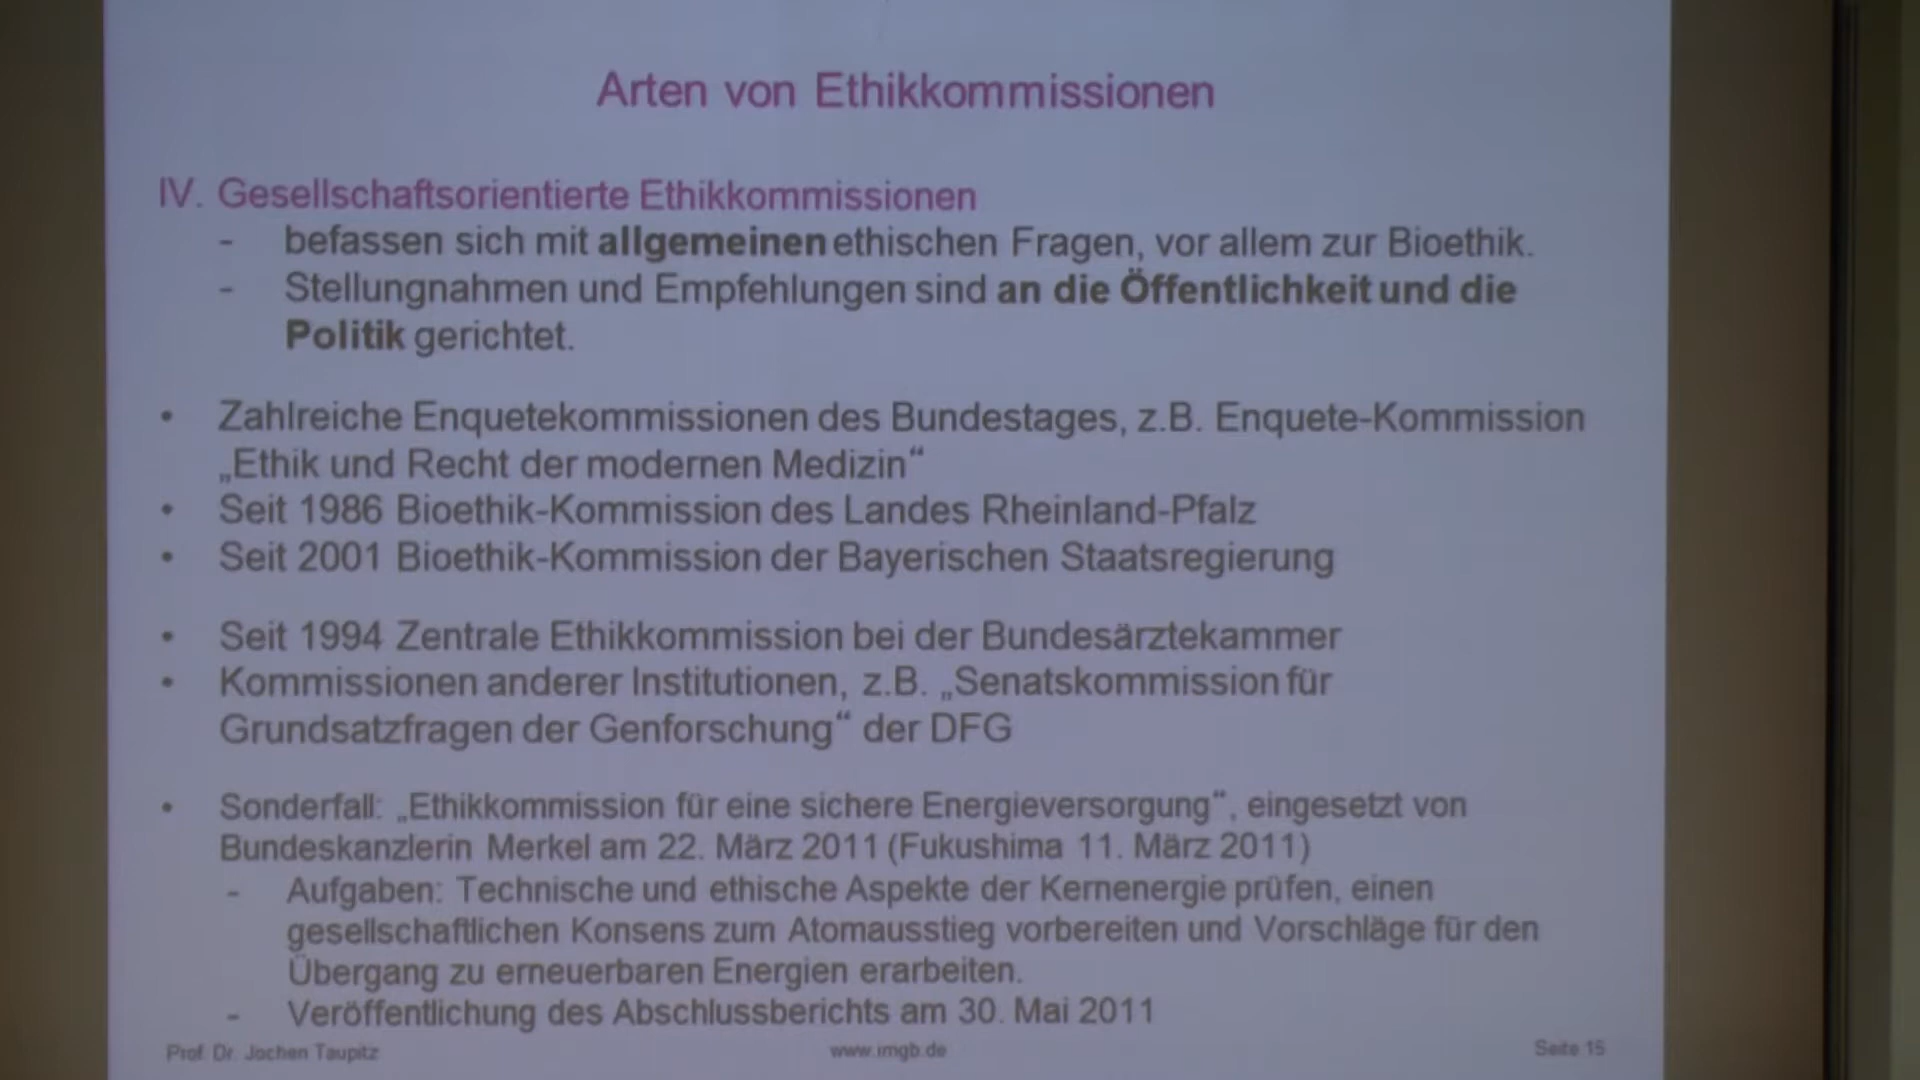 Arten von Ethikkommissionen
IV. Gesellschaftsorientierte Ethikkommissionen
- befassen sich mit allgemeinen ethischen Fragen, vor allem zur Bioethik.
- Stellungnahmen und Empfehlungen sind an die Öffentlichkeit und die
Politik gerichtet.
• Zahlreiche Enquetekommissionen des Bundestages, z.B. Enquete-Kommission
„Ethik und Recht der modernen Medizin“
• Seit 1986 Bioethik-Kommission des Landes Rheinland-Pfalz
• Seit 2001 Bioethik-Kommission der Bayerischen Staatsregierung
• Seit 1994 Zentrale Ethikkommission bei der Bundesärztekammer
• Kommissionen anderer Institutionen, z.B. „Senatskommission für
Grundsatzfragen der Genforschung“ der DFG
• Sonderfall: „Ethikkommission für eine sichere Energieversorgung“, eingesetzt von
Bundeskanzlerin Merkel am 22. März 2011 (Fukushima 11. März 2011)
- Aufgaben: Technische und ethische Aspekte der Kernenergie prüfen, einen
gesellschaftlichen Konsens zum Atomausstieg vorbereiten und Vorschläge für den
Übergang zu erneuerbaren Energien erarbeiten.
- Veröffentlichung des Abschlussberichts am 30. Mai 2011
Prof. Dr. Jochen Taupitz www.imgb.de Seite 15